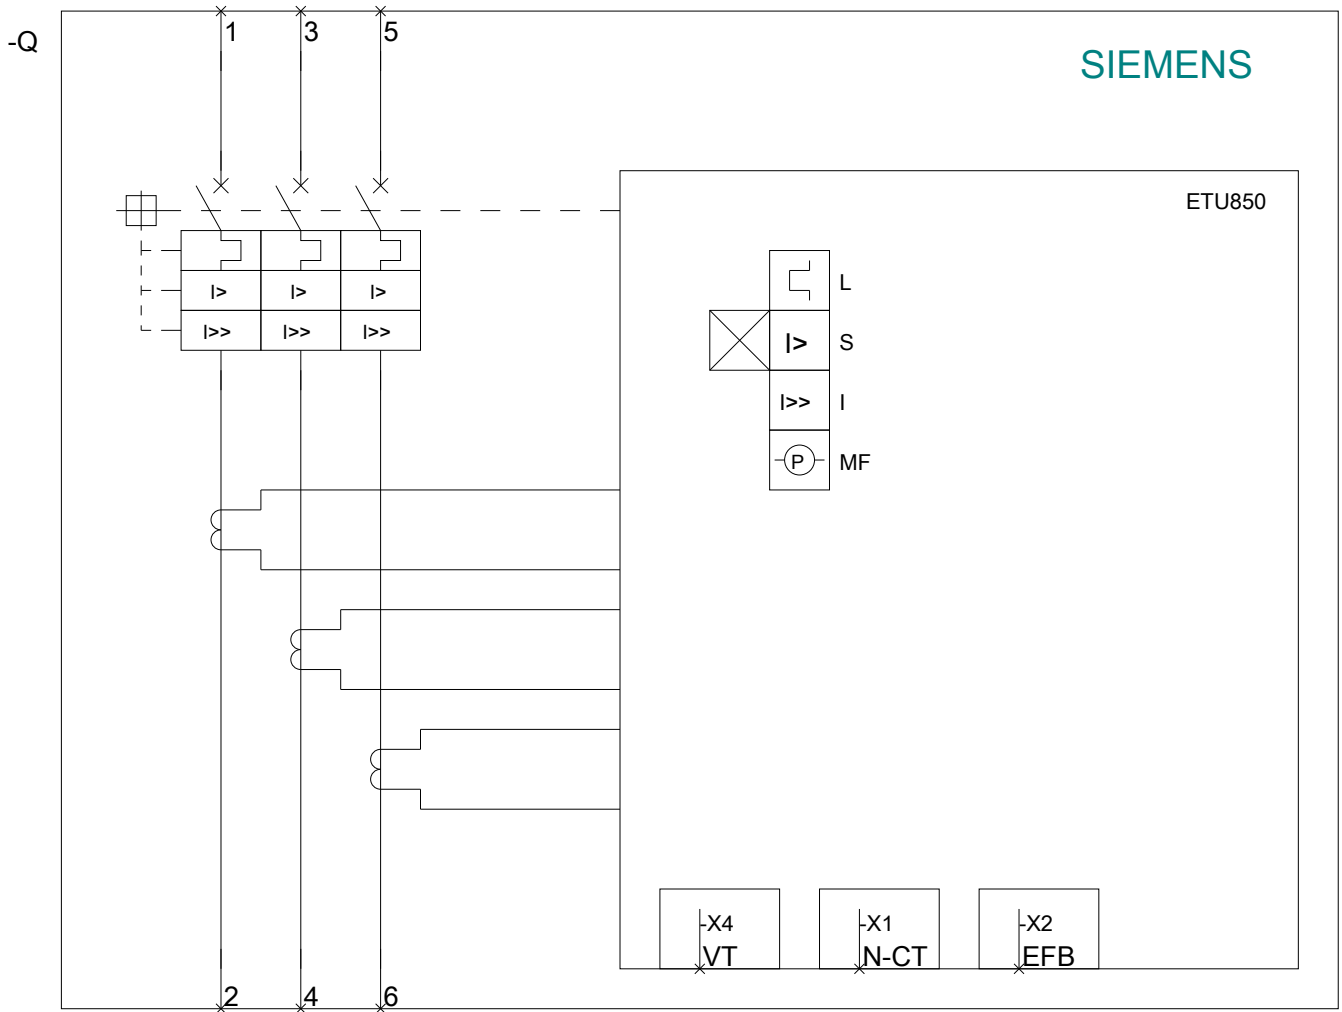 -Q
1 3 5
SIEMENS
ETU850
I> I> I>
I>> I>> I>>
L
I> S
I>> I
P MF
-X4 -X1 -X2
VT N-CT EFB
2 4 6